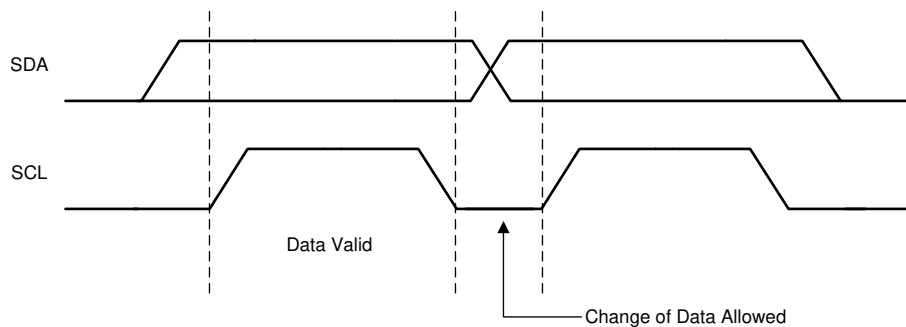 SDA
SCL
Data Valid
Change of Data Allowed